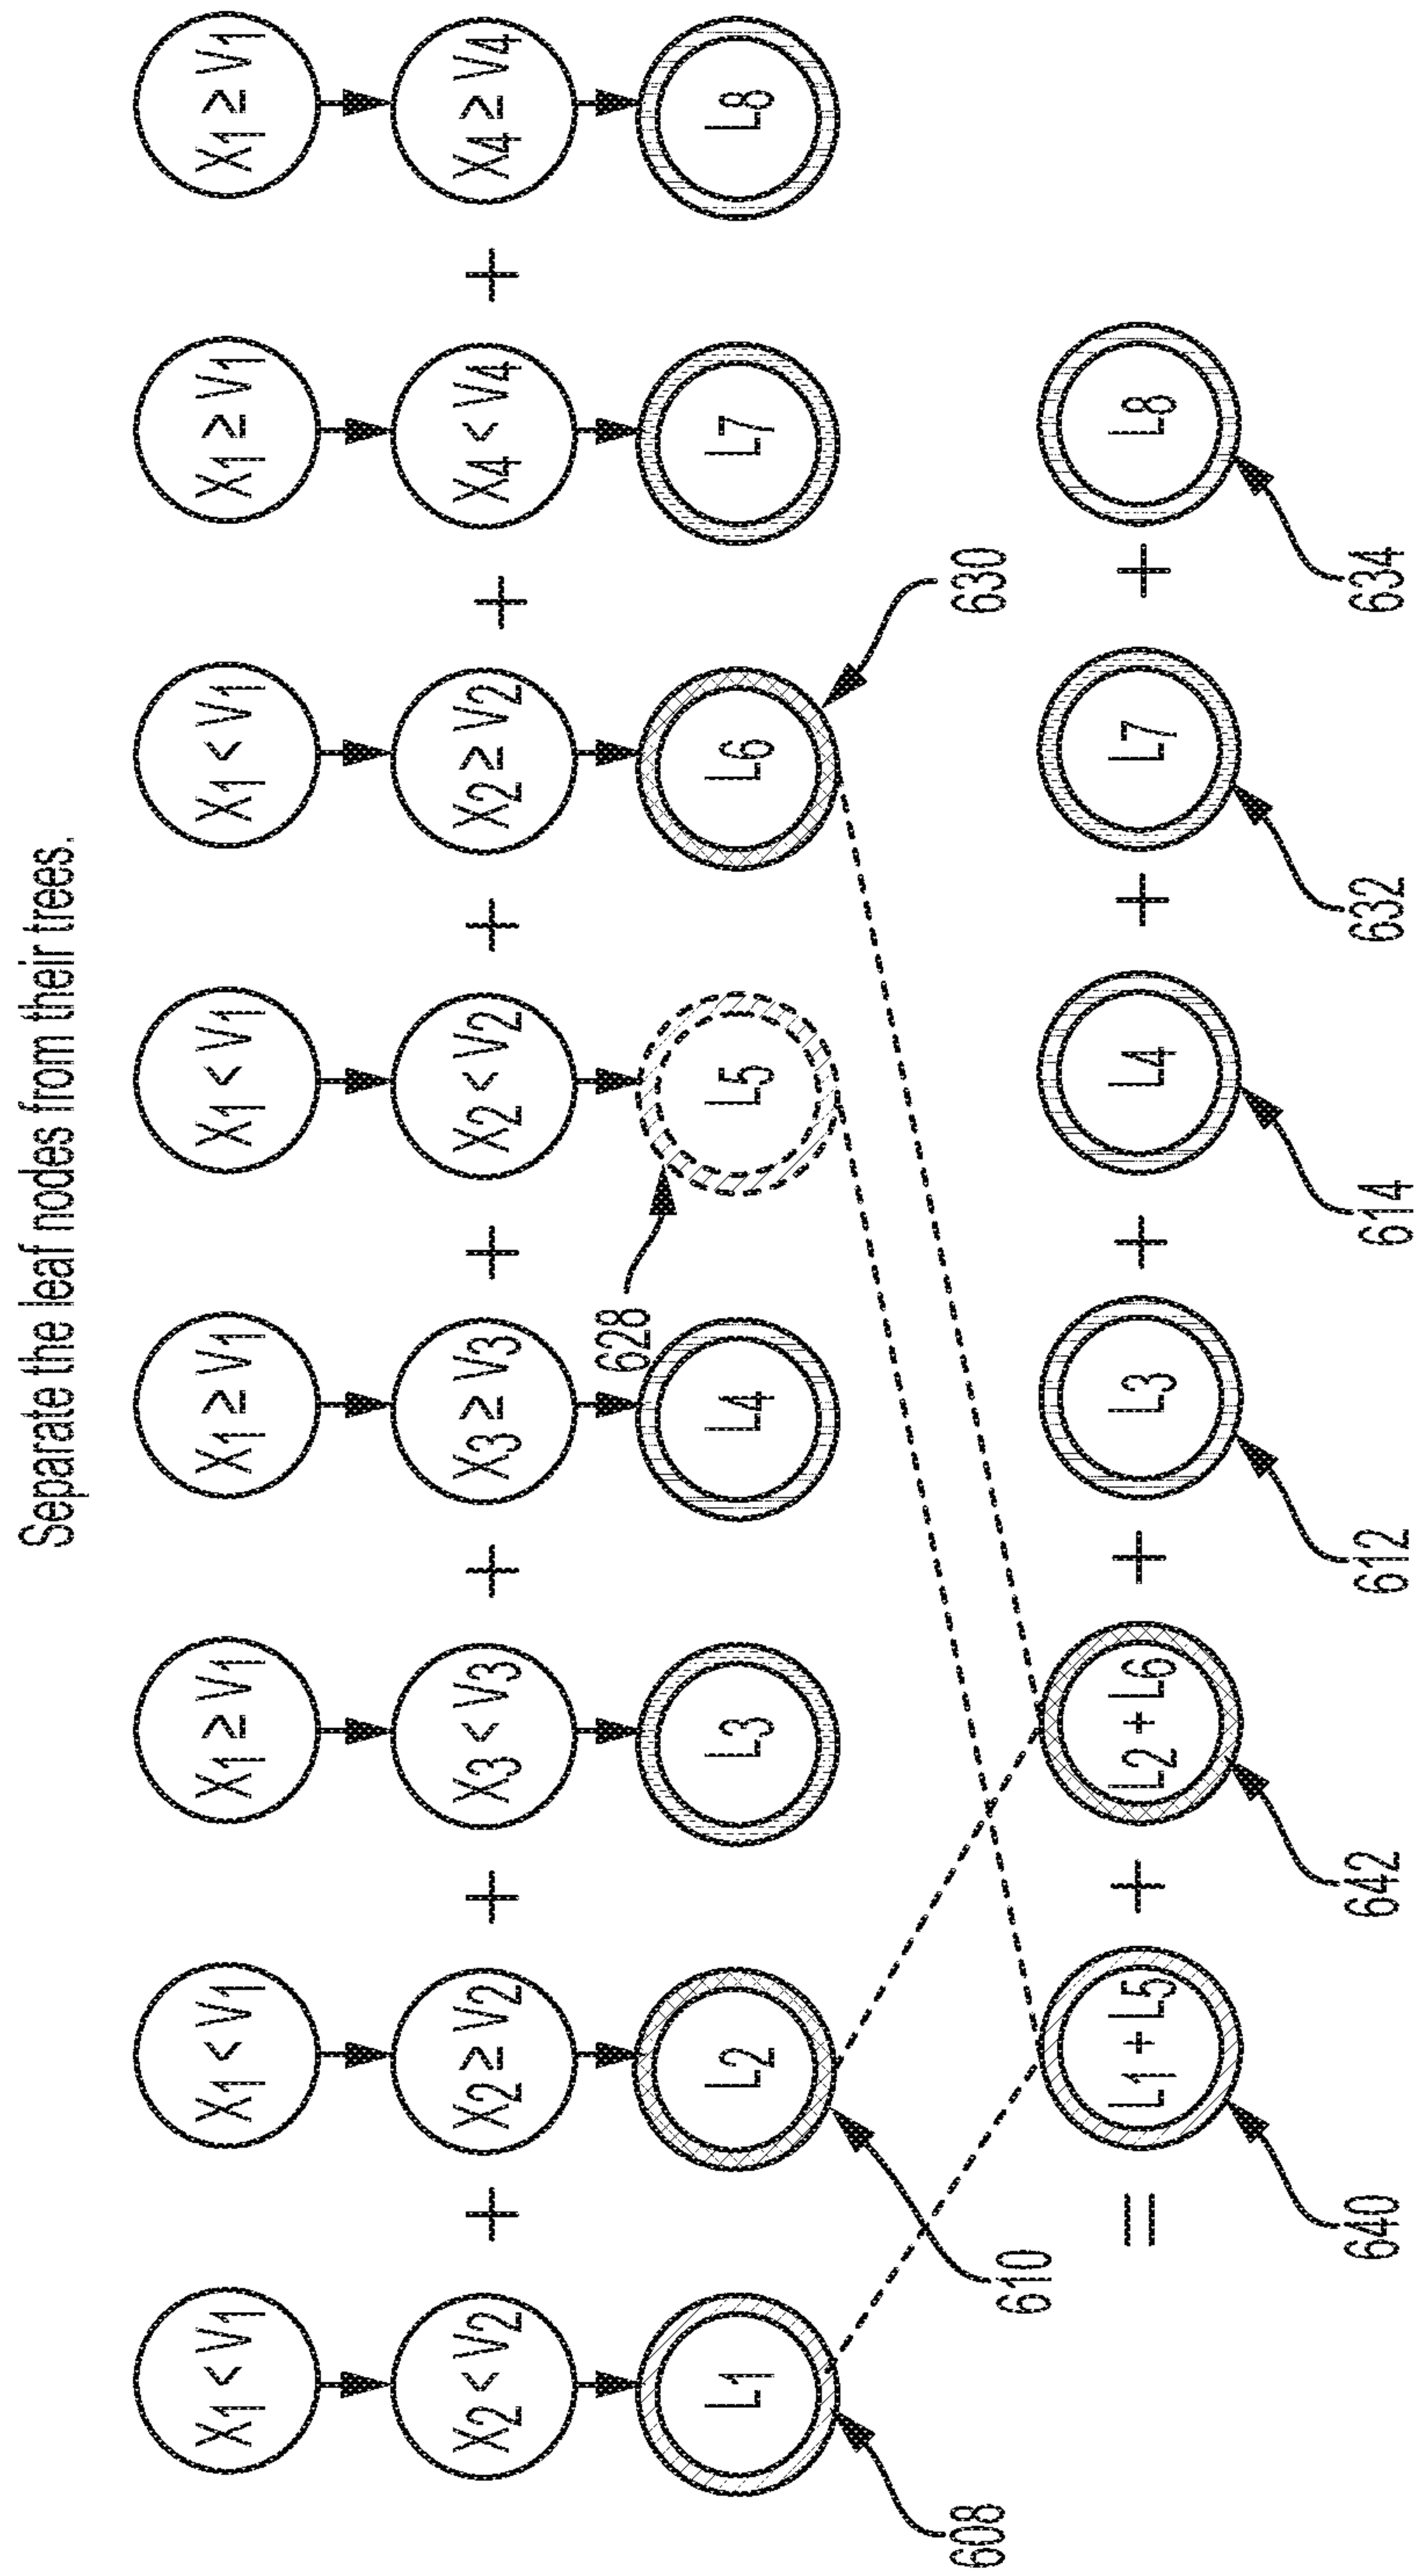 Separate the leaf nodes from their trees.
X1 < V1 X1 < V1 X1 ≥ V1 X1 ≥ V1 X1 < V1 X1 < V1 X1 ≥ V1 X1 ≥ V1
X2 < V2 + X2 ≥ V2 + X3 < V3 + X3 ≥ V3 + X2 < V2 + X2 ≥ V2 + X4 < V4 + X4 ≥ V4
628
L1 L2 L3 L4 L5 L6 L7 L8
608 610 630
= L1 + L5 + L2 + L6 + L3 + L4 + L7 + L8
640 642 612 614 632 634